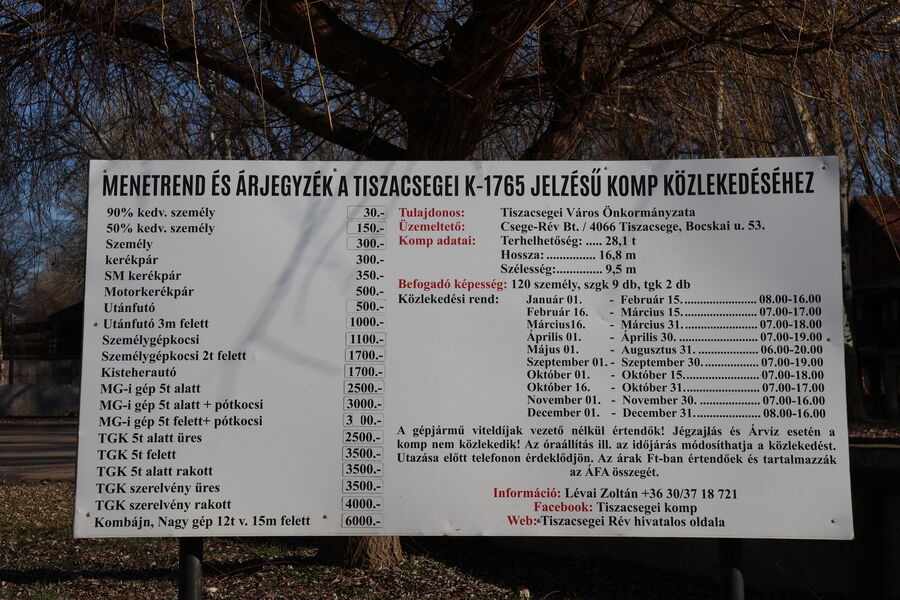 MENETREND ÉS ÁRJEGYZÉK A TISZACSEGEI K-1765 JELZÉSŰ KOMP KÖZLEKEDÉSÉHEZ
90% kedv. személy 30.-
50% kedv. személy 150.-
Személy 300.-
kerékpár 300.-
SM kerékpár 350.-
Motorkerékpár 500.-
Utánfutó 500.-
Utánfutó 3m felett 1000.-
Személygépkocsi 1100.-
Személygépkocsi 2t felett 1700.-
Kisteherautó 1700.-
MG-i gép 5t alatt 2500.-
MG-i gép 5t alatt + pótkocsi 3000.-
MG-i gép 5t felett+ pótkocsi 3 00.-
TGK 5t alatt üres 2500.-
TGK 5t felett 3500.-
TGK 5t alatt rakott 3500.-
TGK szerelvény üres 3500.-
TGK szerelvény rakott 4000.-
Kombájn, Nagy gép 12t v. 15m felett 6000.-
Tulajdonos: Tiszacsegei Város Önkormányzata
Üzemeltető: Csege-Rév Bt. / 4066 Tiszacsege, Bocskai u. 53.
Komp adatai: Terhelhetőség: ..... 28,1 t
Hossza:................ 16,8 m
Szélesség:.............. 9,5 m
Befogadó képesség: 120 személy, szgk 9 db, tgk 2 db
Közlekedési rend: Január 01. - Február 15...................... 08.00-16.00
Február 16. - Március 15...................... 07.00-17.00
Március16. - Március 31...................... 07.00-18.00
Április 01. - Április 30. ...................... 07.00-19.00
Május 01. - Augusztus 31. ................. 06.00-20.00
Szeptember 01. - Szeptember 30. ................ 07.00-19.00
Október 01. - Október 15...................... 07.00-18.00
Október 16. - Október 31...................... 07.00-17.00
November 01. - November 30. ................. 07.00-16.00
December 01. - December 31................... 08.00-16.00
A gépjármű viteldíjak vezető nélkül értendők! Jégzajlás és Árvíz esetén a
komp nem közlekedik! Az óraállítás ill. az időjárás módosíthatja a közlekedést.
Utazása előtt telefonon érdeklődjön. Az árak Ft-ban értendőek és tartalmazzák
az ÁFA összegét.
Információ: Lévai Zoltán +36 30/37 18 721
Facebook: Tiszacsegei komp
Web: Tiszacsegei Rév hivatalos oldala